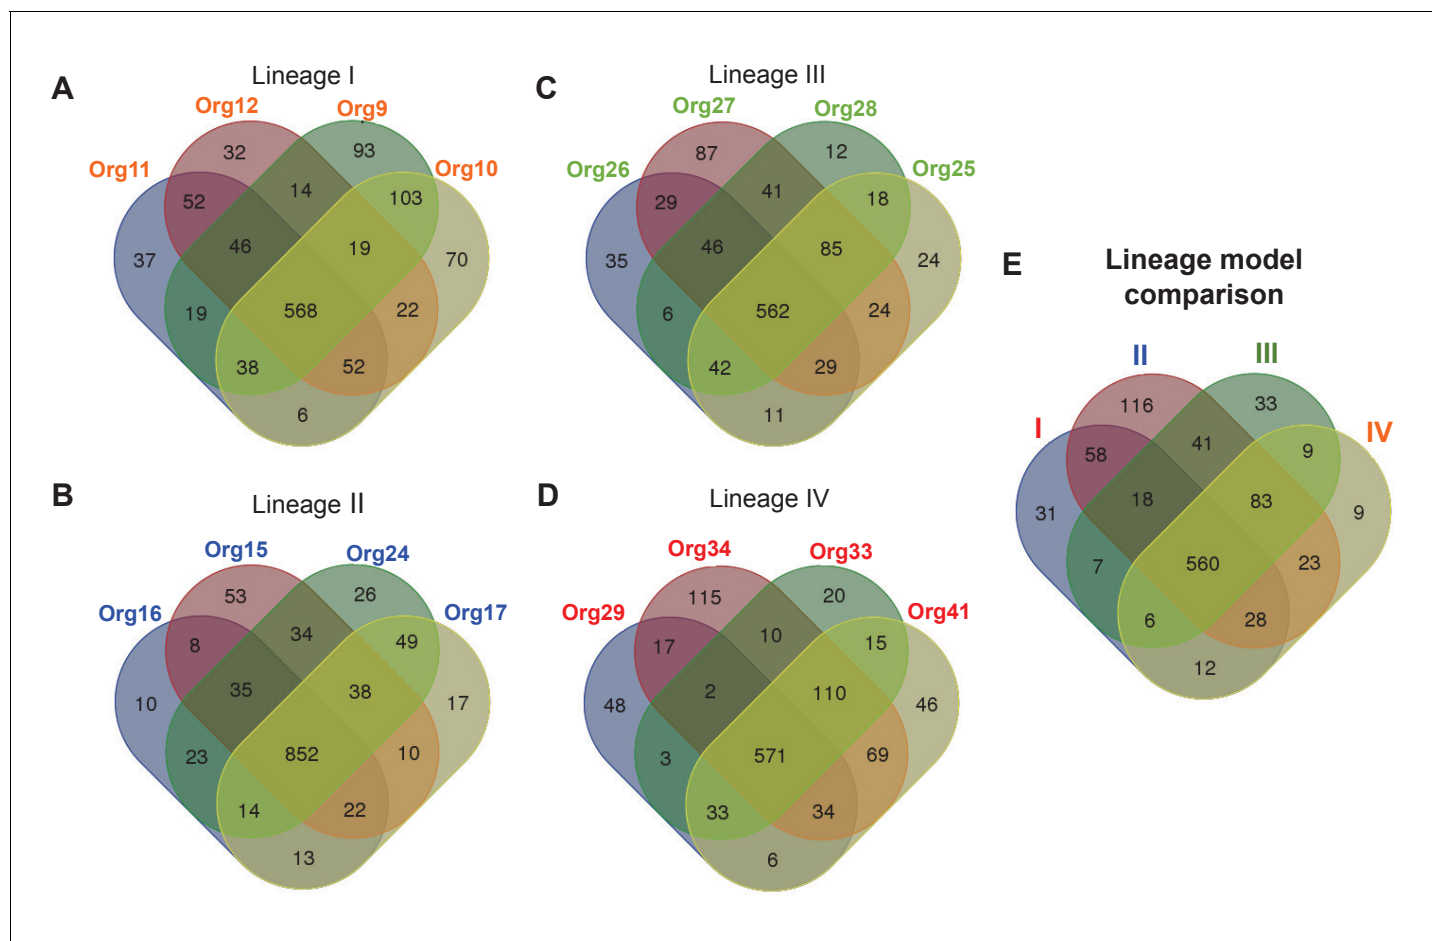 A
Lineage I
Org12
Org9
Org11
Org10
32
93
52
14
103
37
46
19
70
19
568
22
38
52
6
C
Lineage III
Org27
Org28
Org26
Org25
87
12
29
41
18
35
46
85
24
6
562
24
42
29
11
B
Lineage II
Org15
Org24
Org16
Org17
53
26
8
34
49
10
35
38
17
23
852
10
14
22
13
D
Lineage IV
Org34
Org33
Org29
Org41
115
20
17
10
15
48
2
110
46
3
571
69
33
34
6
E
Lineage model
comparison
II
III
I
IV
116
33
58
41
9
31
18
83
9
7
560
23
6
28
12